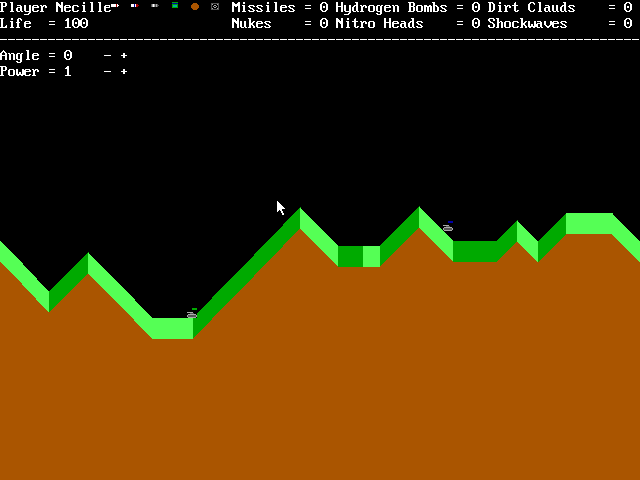 Player Necille Missiles = 0 Hydrogen Bombs = 0 Dirt Clauds = 0
Life = 100 Nukes = 0 Nitro Heads = 0 Shockwaves = 0
Angle = 0 - +
Power = 1 - +